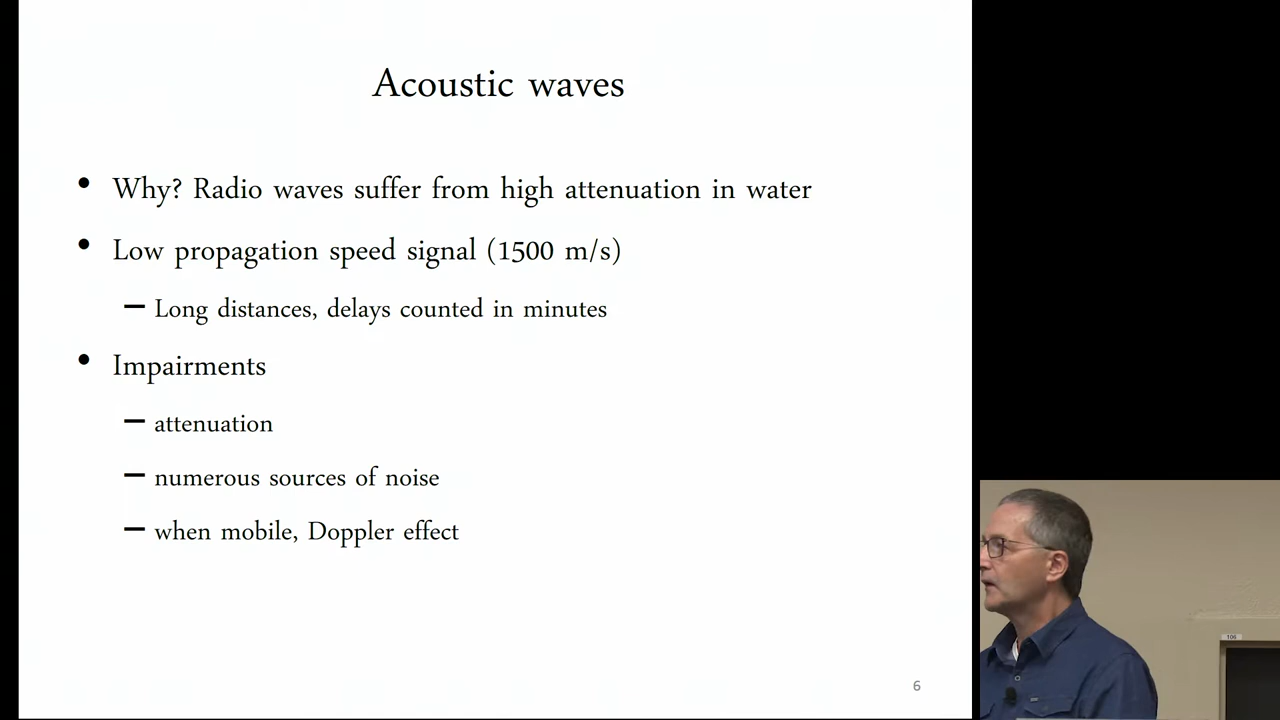 Acoustic waves
• Why? Radio waves suffer from high attenuation in water
• Low propagation speed signal (1500 m/s)
– Long distances, delays counted in minutes
• Impairments
– attenuation
– numerous sources of noise
– when mobile, Doppler effect
6
106